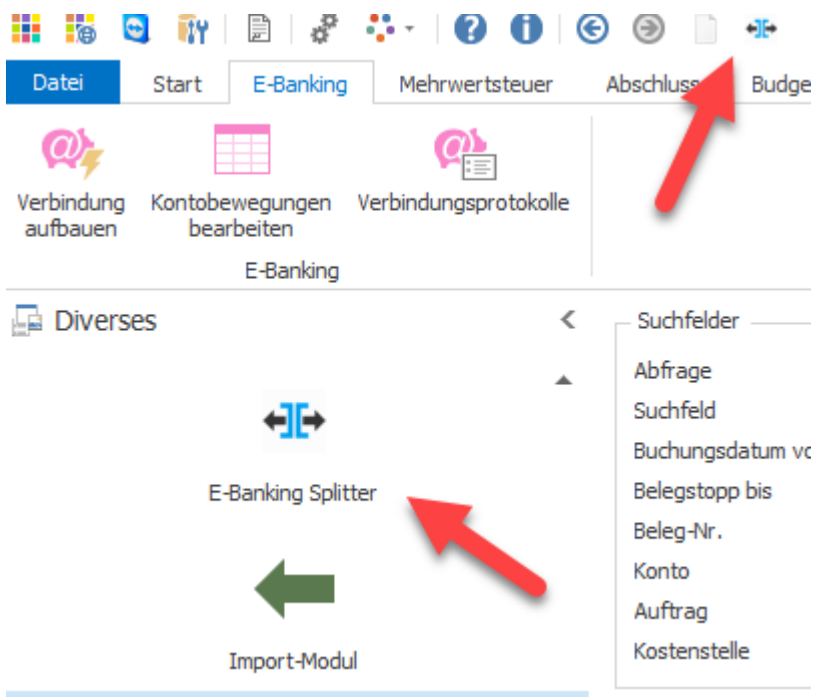 Datei Start E-Banking Mehrwertsteuer Abschluss Budge
Verbindung aufbauen
Kontobewegungen bearbeiten
Verbindungsprotokolle
E-Banking
Diverses
E-Banking Splitter
Import-Modul
Suchfelder
Abfrage
Suchfeld
Buchungsdatum vo
Belegstopp bis
Beleg-Nr.
Konto
Auftrag
Kostenstelle